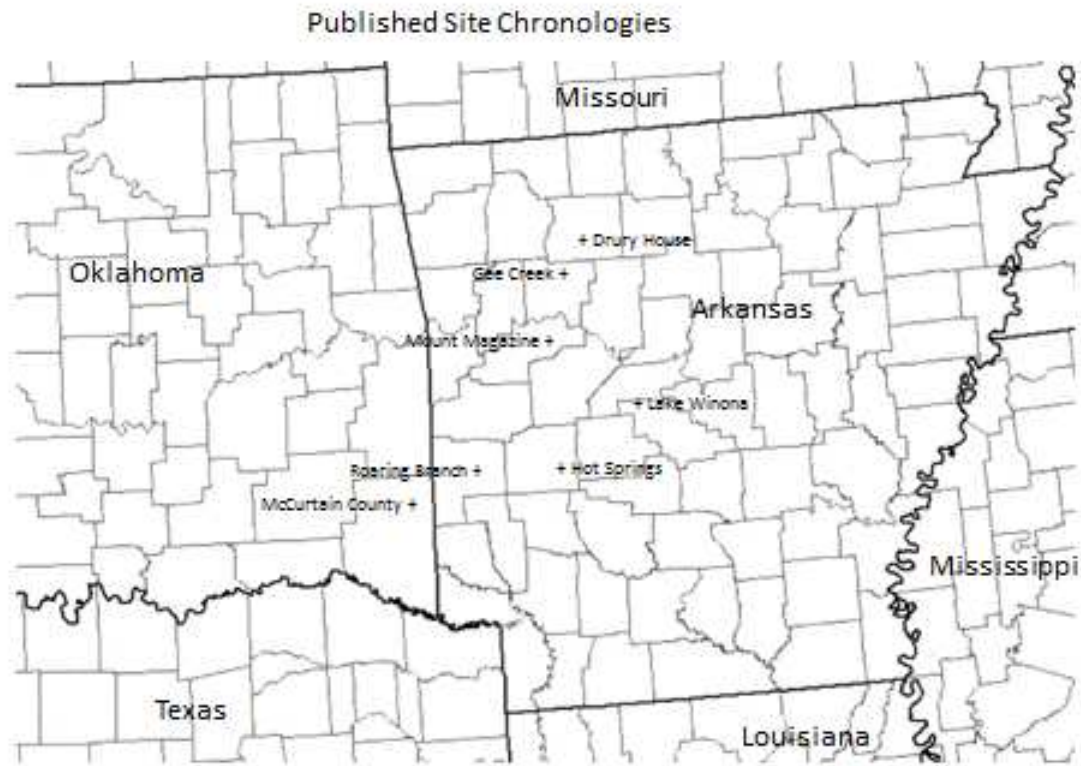 Published Site Chronologies
Missouri
+ Drury House
Oklahoma
Gee Creek +
Arkansas
Mount Magazine +
+ Lake Winona
Roaring Branch +
+ Hot Springs
McCurtain County +
Mississippi
Texas
Louisiana